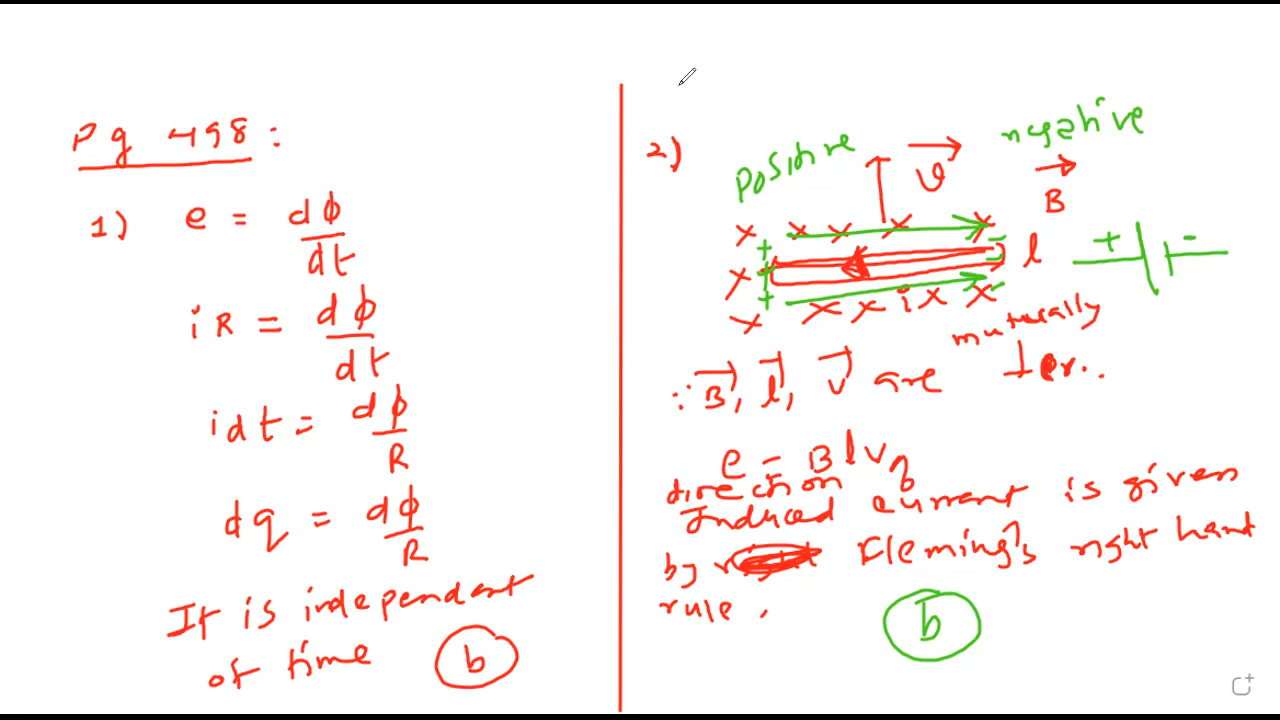 Pg 498:
1) e = dϕ/dt
iR = dϕ/dt
idt = dϕ/R
dq = dϕ/R
It is independent
of time (b)
2)
positive
negative
v⃗
B⃗
x x x x x
+ -
+ - l + -
x
+ -
x x x i x x
mutually
∵ B⃗, l⃗, v⃗ are ⊥er..
e = Blv
direction of
Induced current is given
by Fleming's right hand
rule.
(b)